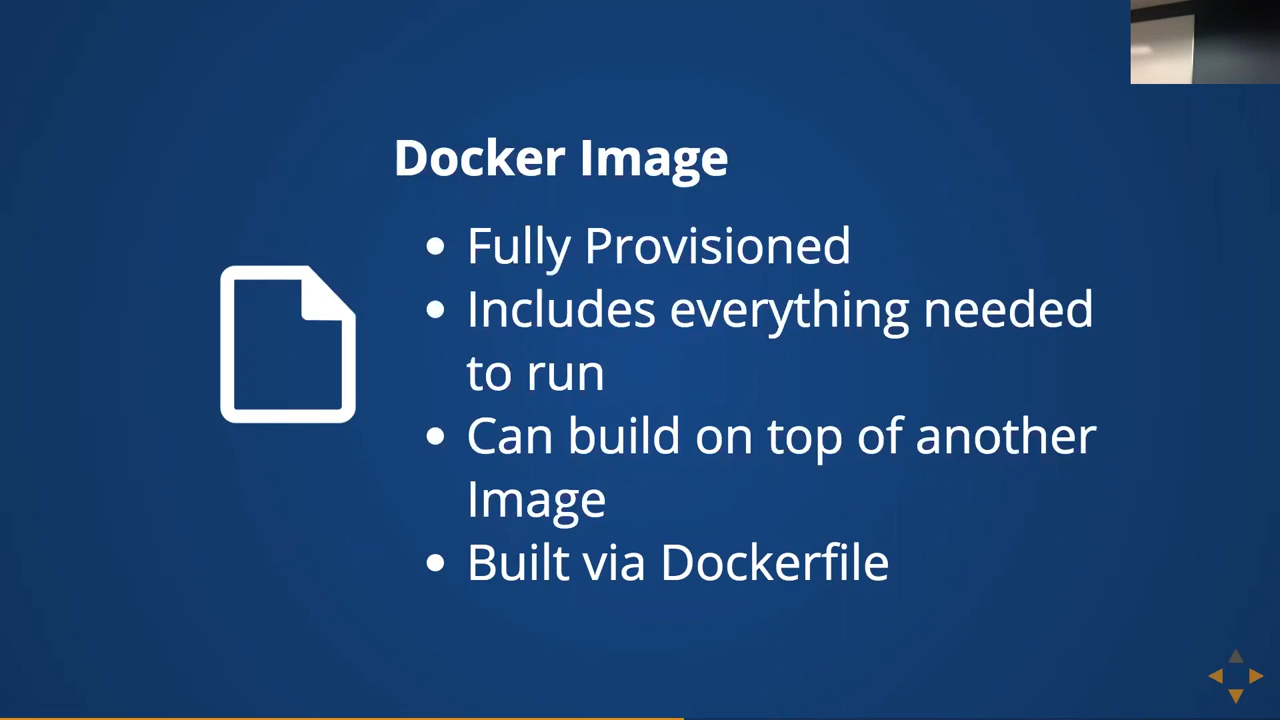 Docker Image
Fully Provisioned
Includes everything needed
to run
Can build on top of another
Image
Built via Dockerfile